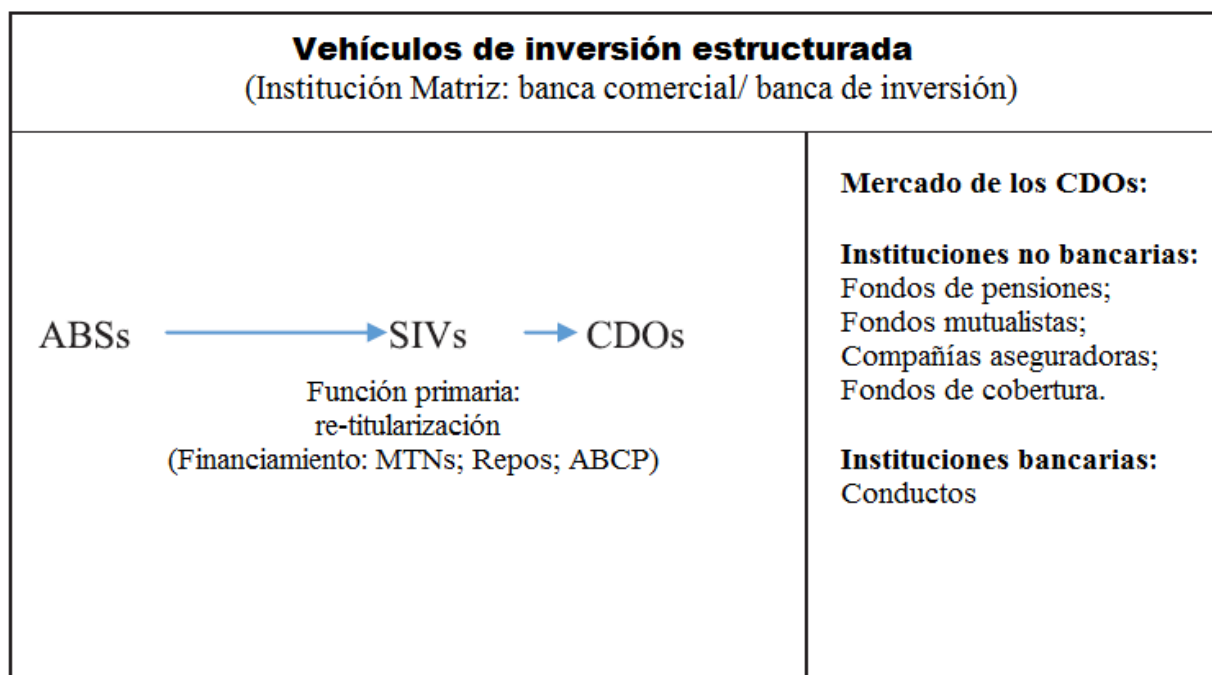 Vehículos de inversión estructurada
(Institución Matriz: banca comercial/ banca de inversión)
ABSs SIVs CDOs
Función primaria:
re-titularización
(Financiamiento: MTNs; Repos; ABCP)
Mercado de los CDOs:
Instituciones no bancarias:
Fondos de pensiones;
Fondos mutualistas;
Compañías aseguradoras;
Fondos de cobertura.
Instituciones bancarias:
Conductos